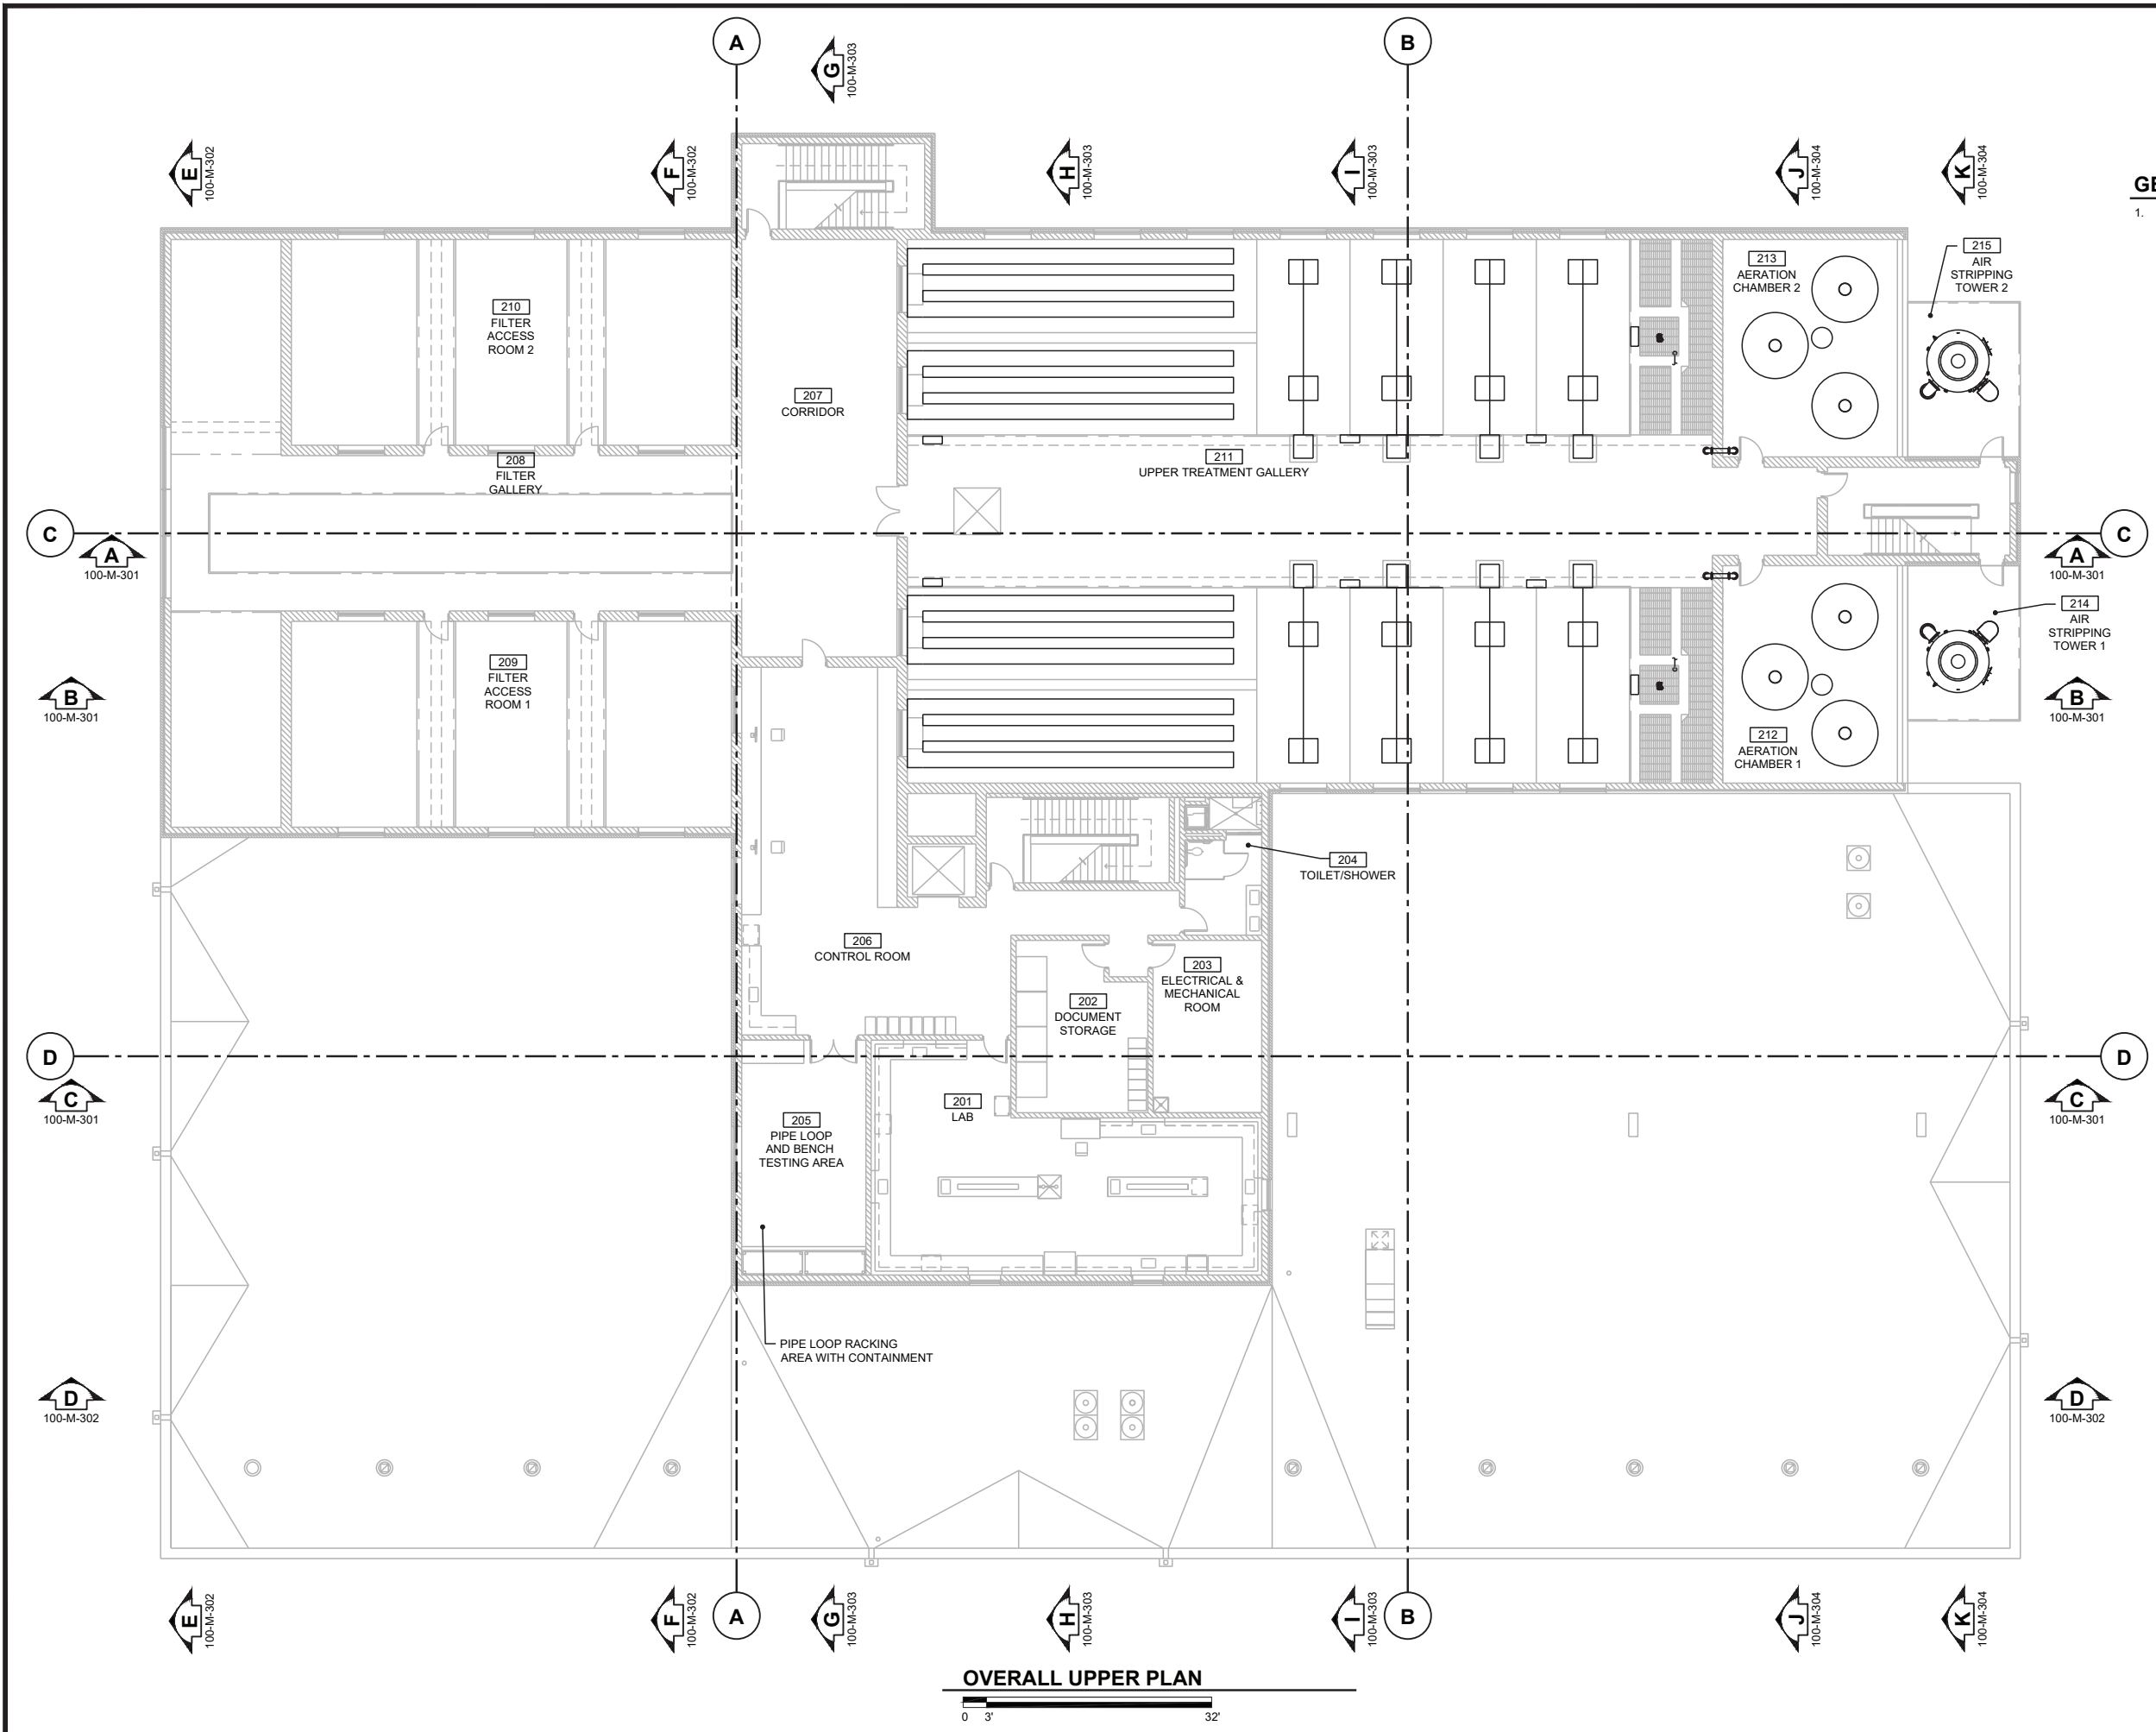 A
B
G
100-M-303
E
100-M-302
F
100-M-302
H
100-M-303
I
100-M-303
J
100-M-304
K
100-M-304
1.
215
AIR
STRIPPING
TOWER 2
213
AERATION
CHAMBER 2
210
FILTER
ACCESS
ROOM 2
207
CORRIDOR
208
FILTER
GALLERY
211
UPPER TREATMENT GALLERY
C
C
A
100-M-301
A
100-M-301
214
AIR
STRIPPING
TOWER 1
209
FILTER
ACCESS
ROOM 1
B
100-M-301
B
100-M-301
212
AERATION
CHAMBER 1
204
TOILET/SHOWER
206
CONTROL ROOM
203
ELECTRICAL &
MECHANICAL
ROOM
202
DOCUMENT
STORAGE
D
D
C
100-M-301
C
100-M-301
201
LAB
205
PIPE LOOP
AND BENCH
TESTING AREA
PIPE LOOP RACKING
AREA WITH CONTAINMENT
D
100-M-302
D
100-M-302
E
100-M-302
F
100-M-302
A
G
100-M-303
H
100-M-303
I
100-M-303
B
J
100-M-304
K
100-M-304
OVERALL UPPER PLAN
0 3' 32'